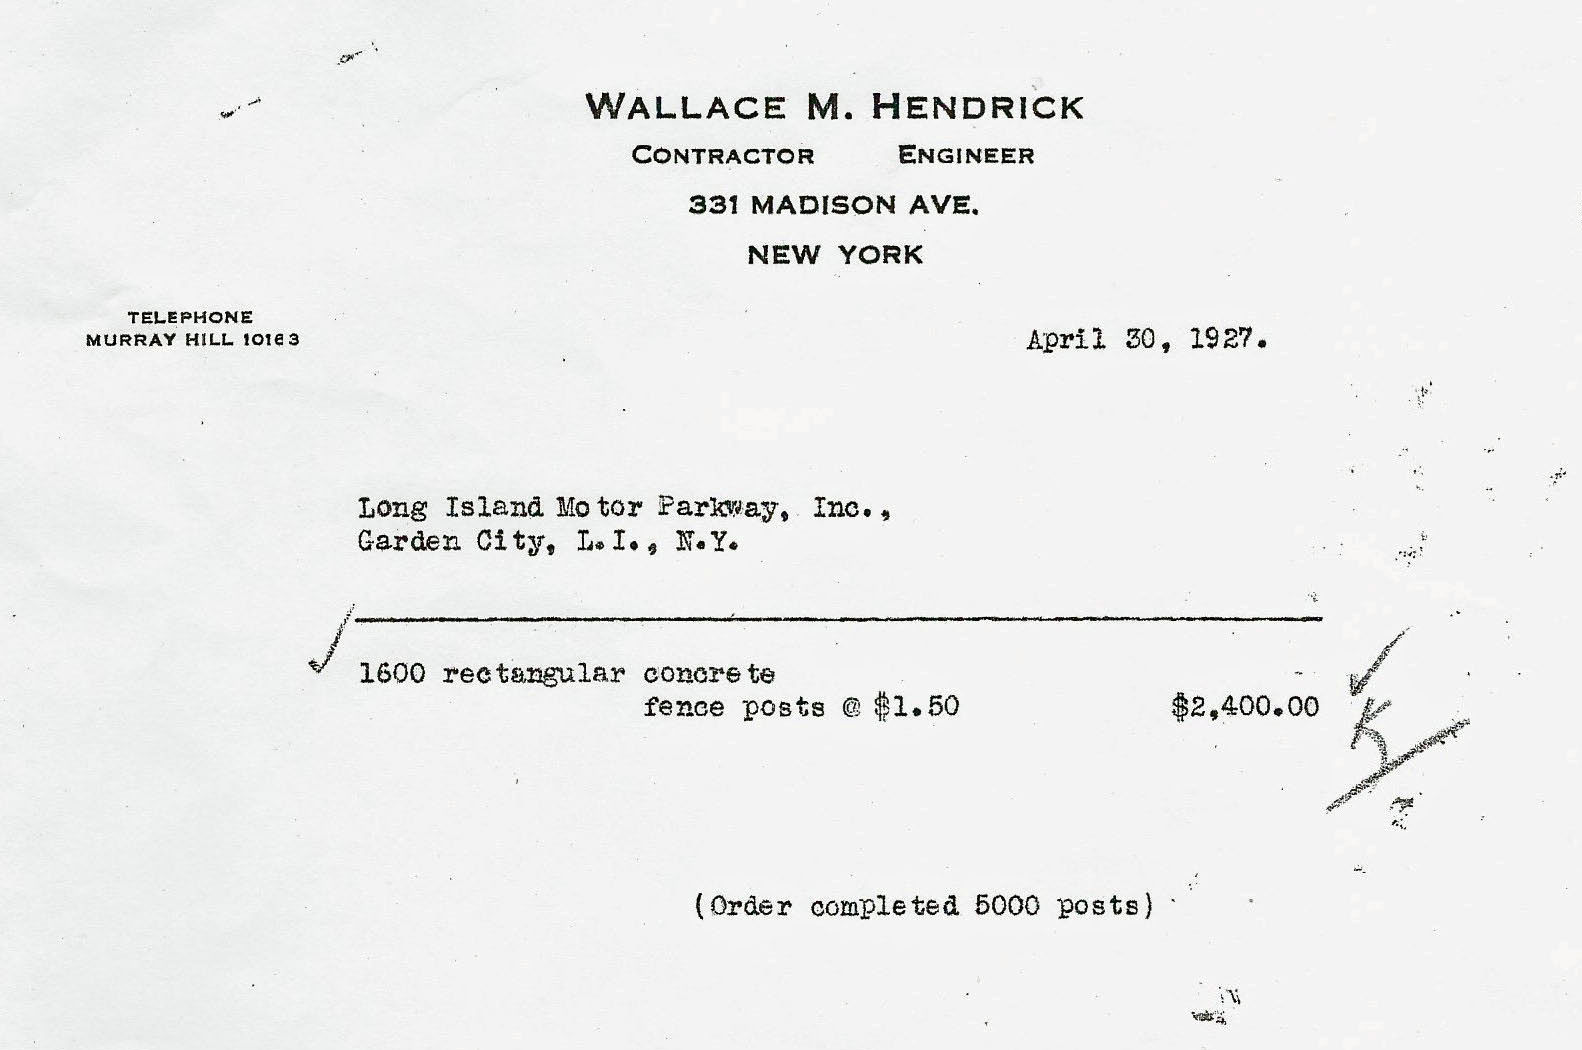 WALLACE M. HENDRICK
CONTRACTOR ENGINEER
331 MADISON AVE.
NEW YORK
TELEPHONE
MURRAY HILL 10163
April 30, 1927.
Long Island Motor Parkway, Inc.,
Garden City, L.I., N.Y.
1600 rectangular concrete
fence posts @ $1.50 $2,400.00
K
(Order completed 5000 posts)